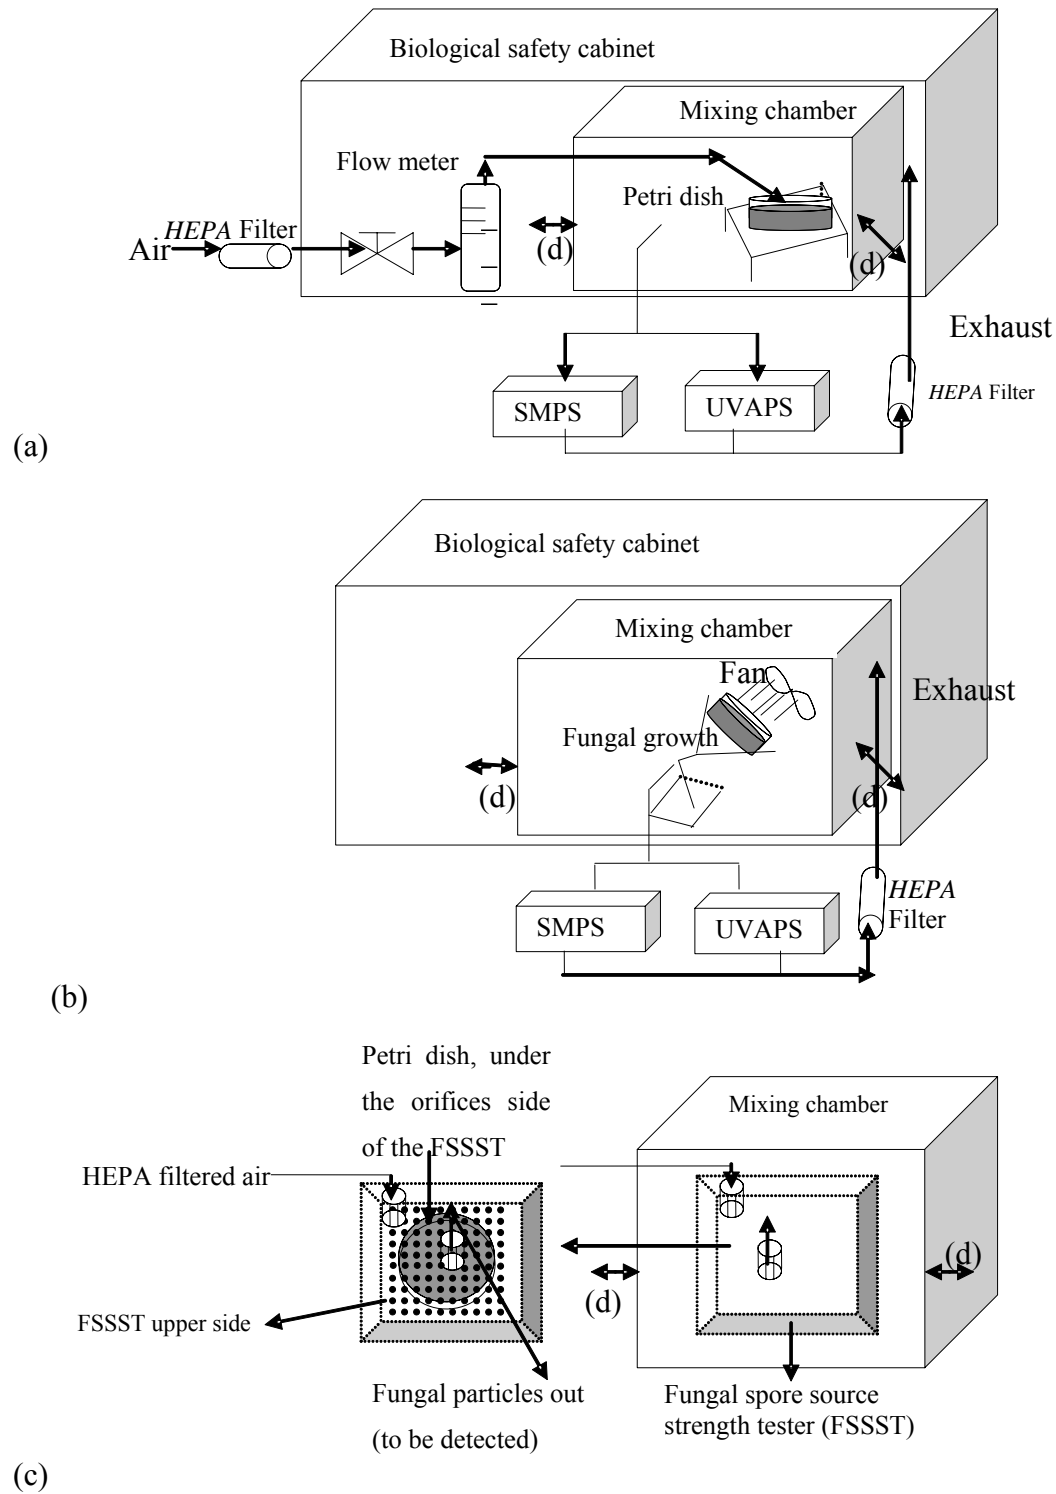 Biological safety cabinet
Mixing chamber
Flow meter
Petri dish
HEPA Filter
Air
(d)
(d)
Exhaust
HEPA Filter
SMPS
UVAPS
(a)
Biological safety cabinet
Mixing chamber
Fan
Exhaust
Fungal growth
(d)
(d)
HEPA
Filter
SMPS
UVAPS
(b)
Petri dish, under
the orifices side
of the FSSST
Mixing chamber
HEPA filtered air
(d)
(d)
FSSST upper side
Fungal particles out
(to be detected)
Fungal spore source
strength tester (FSSST)
(c)